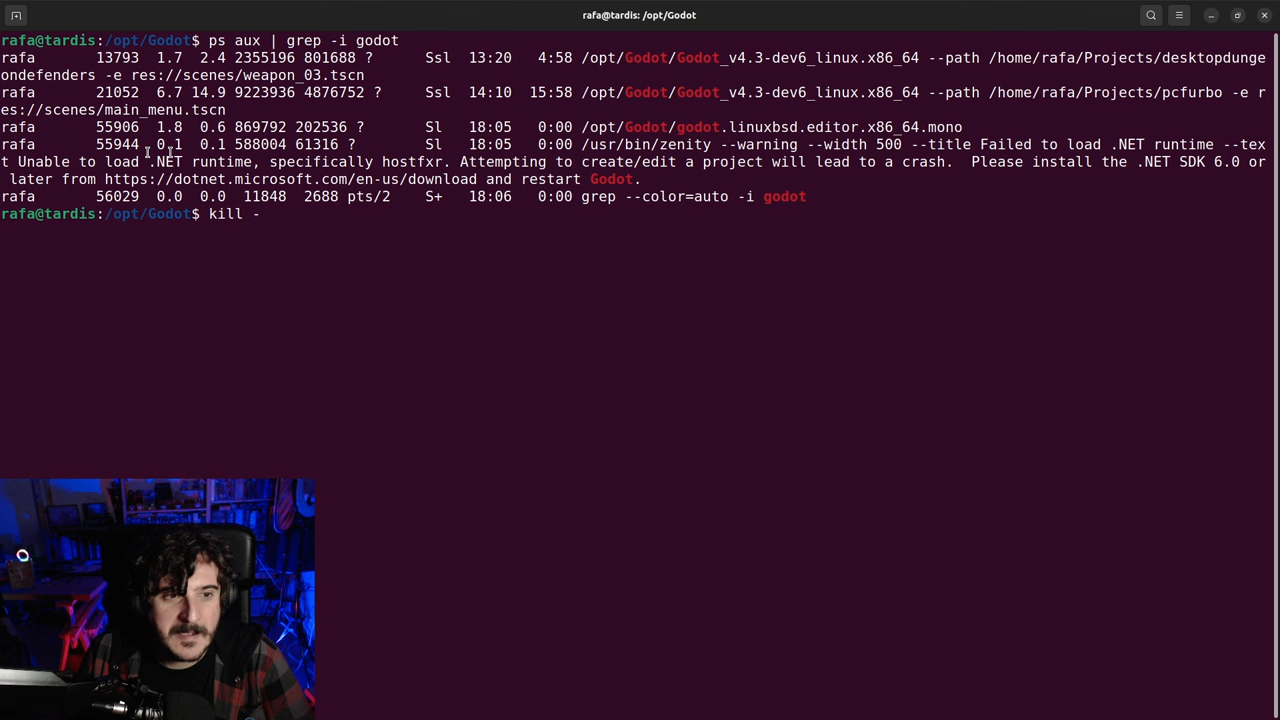 rafa@tardis: /opt/Godot
rafa@tardis:/opt/Godot$ ps aux | grep -i godot
rafa 13793 1.7 2.4 2355196 801688 ? Ssl 13:20 4:58 /opt/Godot/Godot_v4.3-dev6_linux.x86_64 --path /home/rafa/Projects/desktopdunge
ondefenders -e res://scenes/weapon_03.tscn
rafa 21052 6.7 14.9 9223936 4876752 ? Ssl 14:10 15:58 /opt/Godot/Godot_v4.3-dev6_linux.x86_64 --path /home/rafa/Projects/pcfurbo -e r
es://scenes/main_menu.tscn
rafa 55906 1.8 0.6 869792 202536 ? Sl 18:05 0:00 /opt/Godot/godot.linuxbsd.editor.x86_64.mono
rafa 55944 0.1 0.1 588004 61316 ? Sl 18:05 0:00 /usr/bin/zenity --warning --width 500 --title Failed to load .NET runtime --tex
t Unable to load .NET runtime, specifically hostfxr. Attempting to create/edit a project will lead to a crash.  Please install the .NET SDK 6.0 or
 later from https://dotnet.microsoft.com/en-us/download and restart Godot.
rafa 56029 0.0 0.0 11848 2688 pts/2 S+ 18:06 0:00 grep --color=auto -i godot
rafa@tardis:/opt/Godot$ kill -